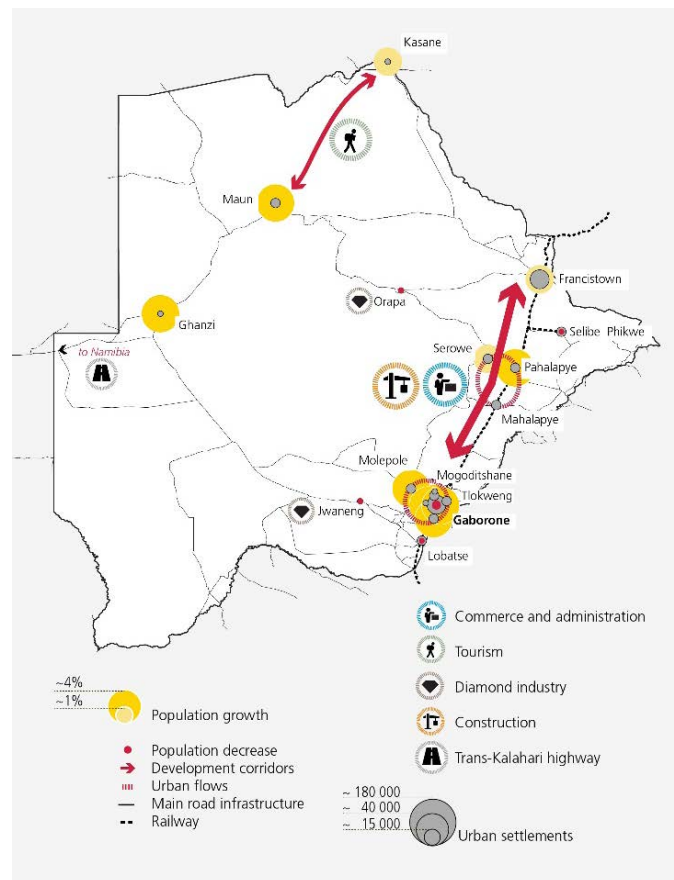 Kasane
Maun
Francistown
Orapa
Ghanzi
to Namibia
Selibe Phikwe
Serowe
Pahalapye
Mahalapye
Molepole
Mogoditshane
Tlokweng
Jwaneng
Gaborone
Lobatse
Commerce and administration
Tourism
Diamond industry
Construction
Trans-Kalahari highway
~4%
~1%
Population growth
Population decrease
Development corridors
Urban flows
Main road infrastructure
Railway
~ 180 000
~ 40 000
~ 15 000
Urban settlements